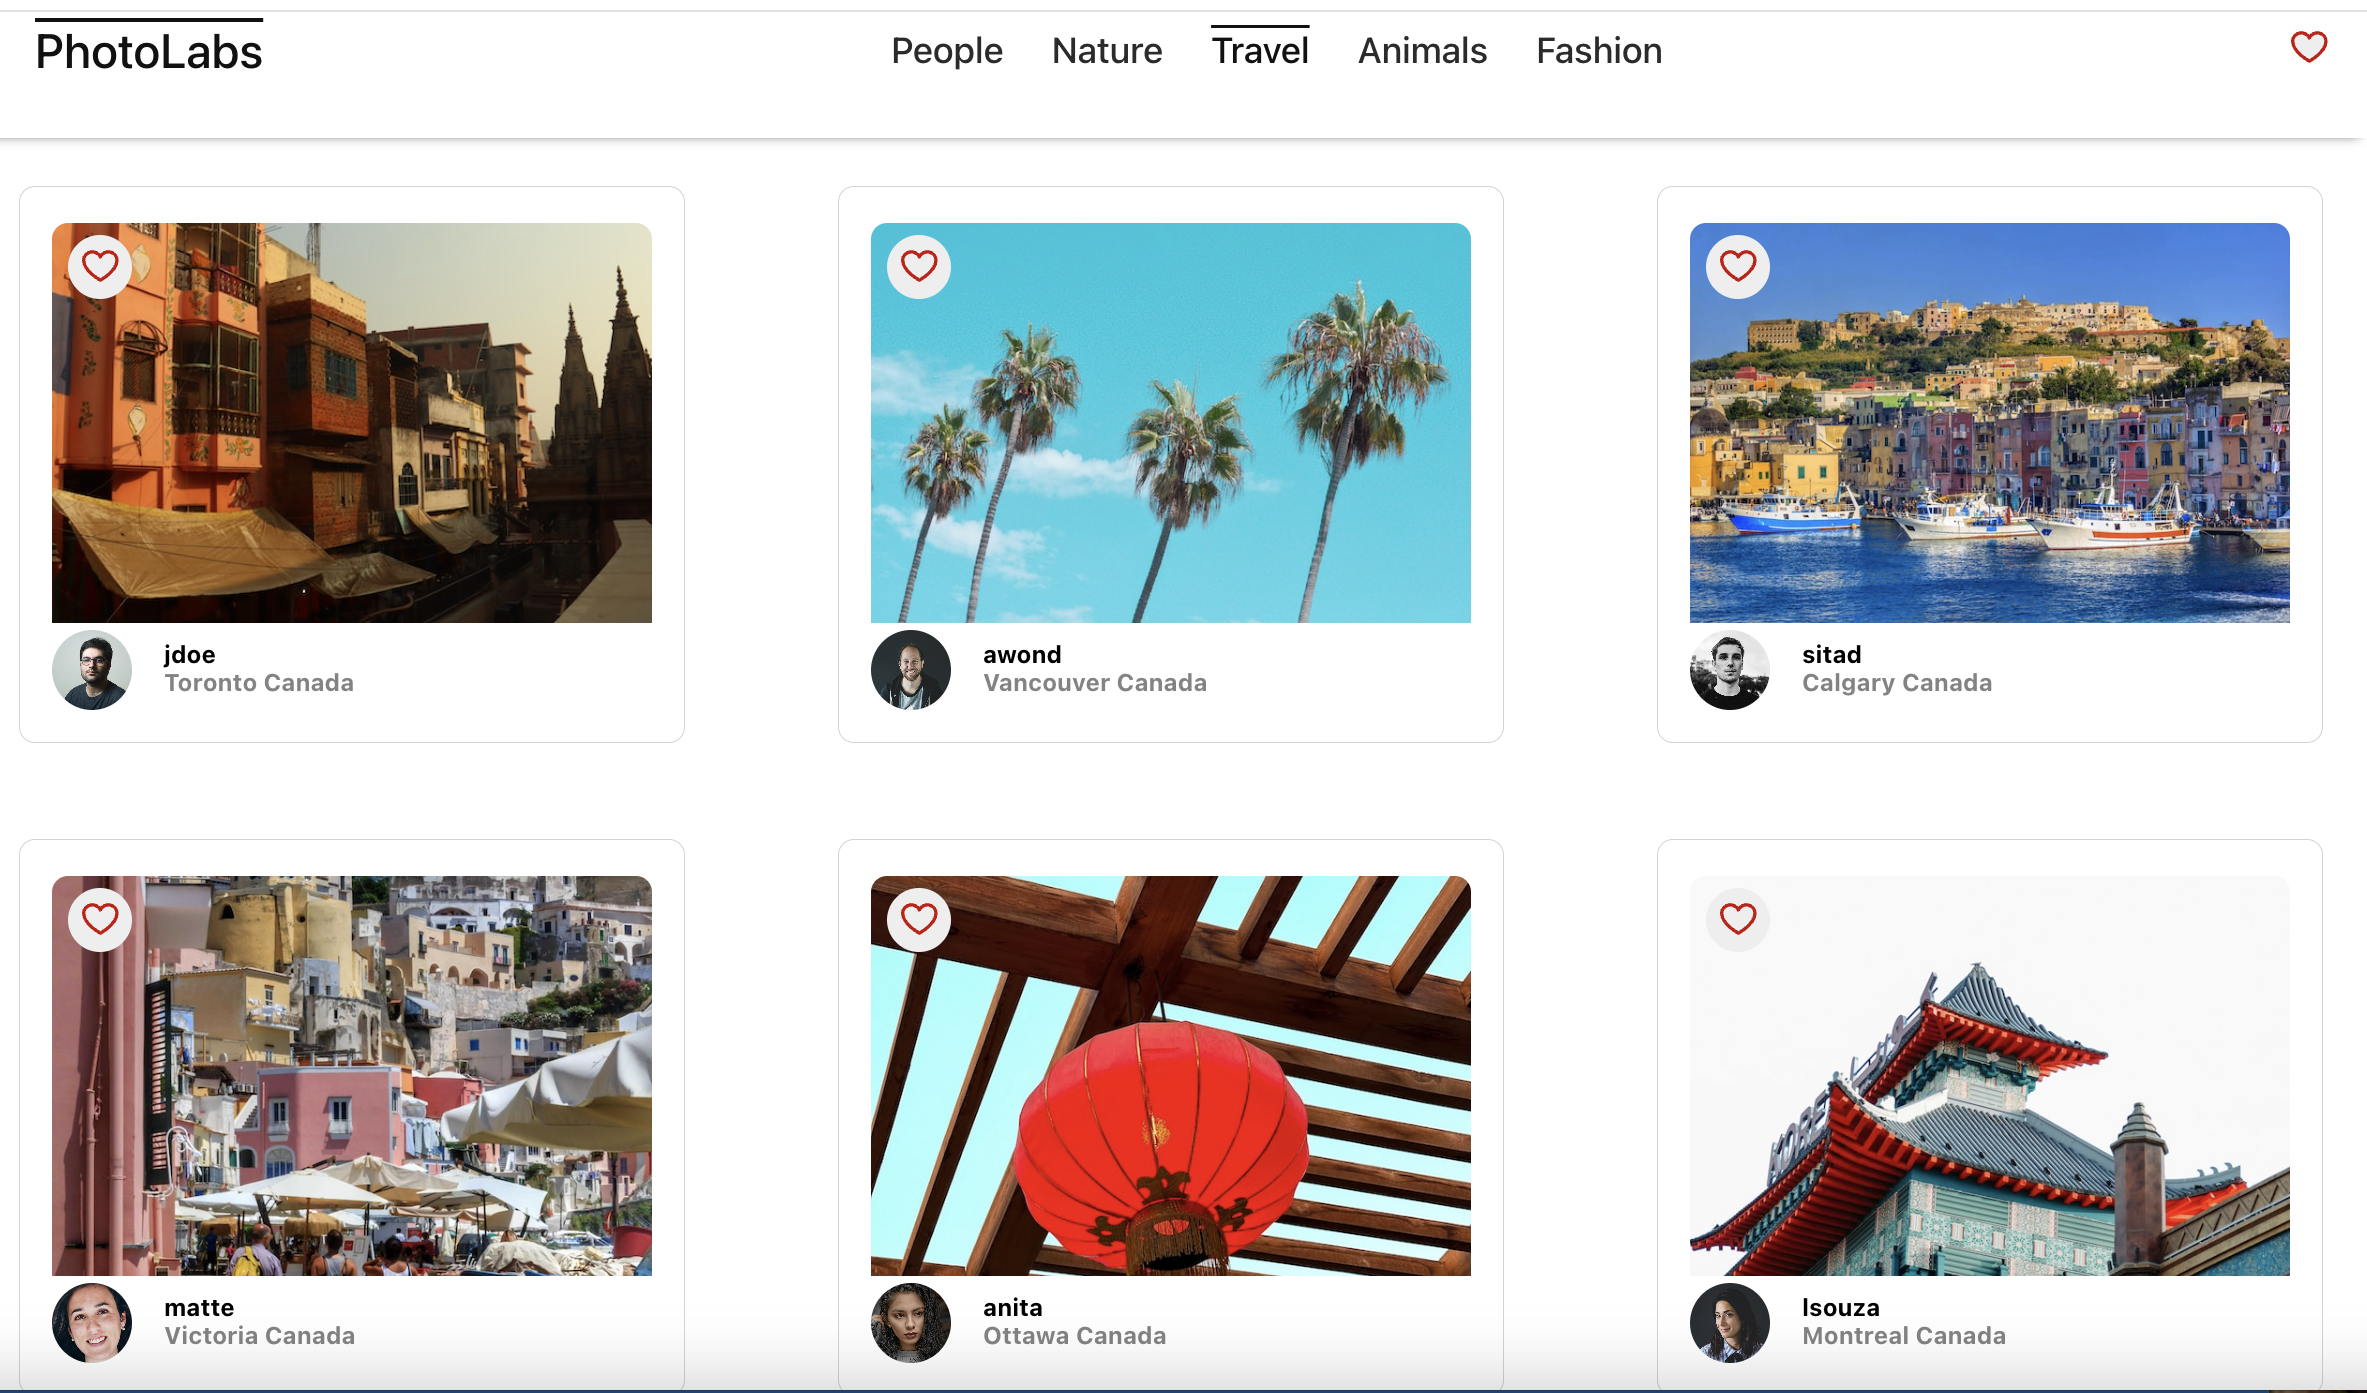 PhotoLabs
People Nature Travel Animals Fashion
jdoe
Toronto Canada
awond
Vancouver Canada
sitad
Calgary Canada
KOREA
matte
Victoria Canada
anita
Ottawa Canada
lsouza
Montreal Canada